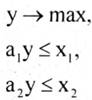 y → max,
a₁y ≤ x₁,
a₂y ≤ x₂